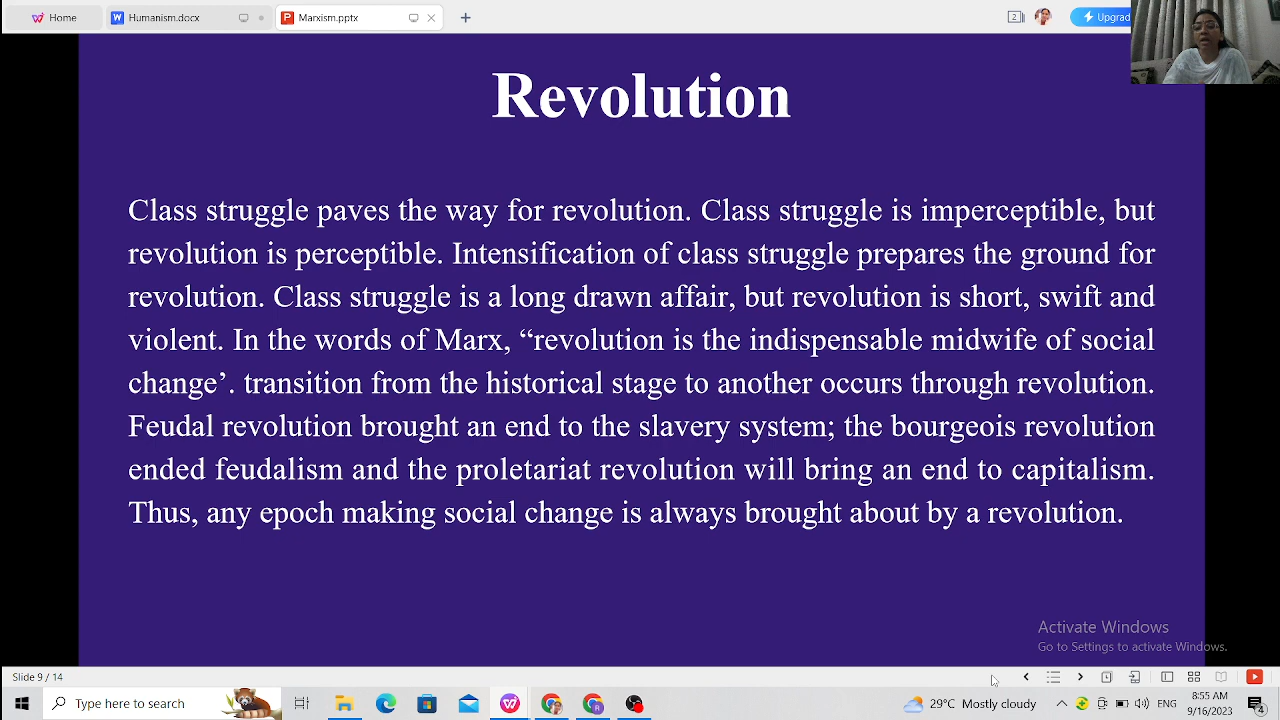 Home
Humanism.docx
Marxism.pptx
2
Upgrad
Revolution
Class struggle paves the way for revolution. Class struggle is imperceptible, but
revolution is perceptible. Intensification of class struggle prepares the ground for
revolution. Class struggle is a long drawn affair, but revolution is short, swift and
violent. In the words of Marx, “revolution is the indispensable midwife of social
change’. transition from the historical stage to another occurs through revolution.
Feudal revolution brought an end to the slavery system; the bourgeois revolution
ended feudalism and the proletariat revolution will bring an end to capitalism.
Thus, any epoch making social change is always brought about by a revolution.
Activate Windows
Go to Settings to activate Windows.
Slide 9 / 14
Type here to search
29°C Mostly cloudy
ENG
8:55 AM
9/16/2023
4